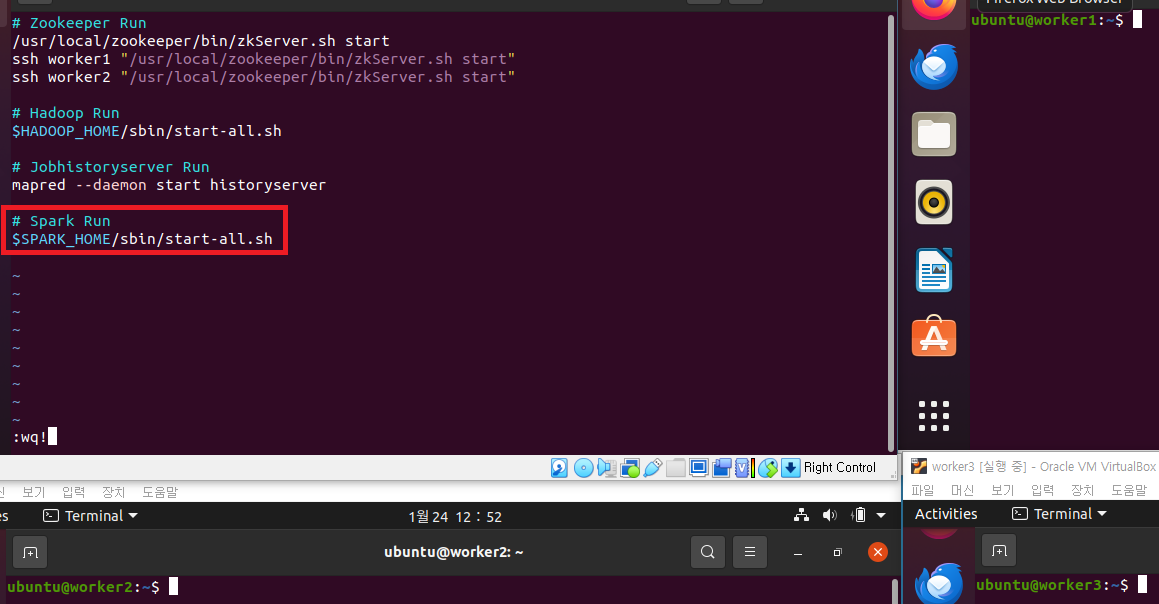 # Zookeeper Run
/usr/local/zookeeper/bin/zkServer.sh start
ssh worker1 "/usr/local/zookeeper/bin/zkServer.sh start"
ssh worker2 "/usr/local/zookeeper/bin/zkServer.sh start"
# Hadoop Run
$HADOOP_HOME/sbin/start-all.sh
# Jobhistoryserver Run
mapred --daemon start historyserver
# Spark Run
$SPARK_HOME/sbin/start-all.sh
~
~
~
~
~
~
~
~
~
:wq!
Right Control
Firefox Web Browser
ubuntu@worker1:~$
보기 입력 장치 도움말
Terminal
1월 24 12 : 52
ubuntu@worker2: ~
ubuntu@worker2:~$
worker3 [실행 중] - Oracle VM VirtualBox
파일 머신 보기 입력 장치 도움말
Activities Terminal
ubuntu@worker3:~$